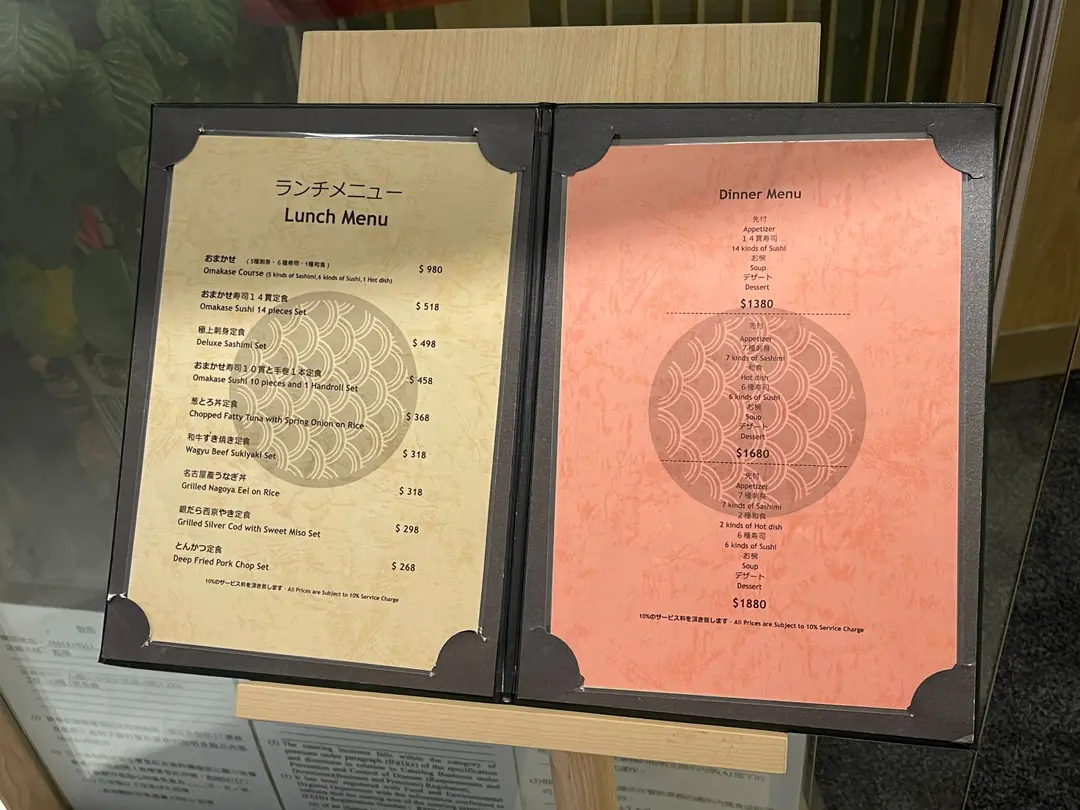 ランチメニュー
Lunch Menu
おまかせ (5種刺身・6種寿司・1種和食)
Omakase Course (5 kinds of Sashimi,6 kinds of Sushi,1 Hot dish) $ 980
おまかせ寿司14貫定食
Omakase Sushi 14 pieces Set $ 518
極上刺身定食
Deluxe Sashimi Set $ 498
おまかせ寿司10貫と手巻1本定食
Omakase Sushi 10 pieces and 1 Handroll Set $ 458
葱とろ丼定食
Chopped Fatty Tuna with Spring Onion on Rice $ 368
和牛すき焼き定食
Wagyu Beef Sukiyaki Set $ 318
名古屋產うなぎ丼
Grilled Nagoya Eel on Rice $ 318
銀だら西京やき定食
Grilled Silver Cod with Sweet Miso Set $ 298
とんかつ定食
Deep Fried Pork Chop Set $ 268
10%のサービス料を頂き致します · All Prices are Subject to 10% Service Charge
Dinner Menu
先付
Appetizer
14貫寿司
14 kinds of Sushi
お椀
Soup
デザート
Dessert
$1380
先付
Appetizer
7種刺身
7 kinds of Sashimi
和食
Hot dish
6種寿司
6 kinds of Sushi
お椀
Soup
デザート
Dessert
$1680
先付
Appetizer
7種刺身
7 kinds of Sashimi
2種和食
2 kinds of Hot dish
6種寿司
6 kinds of Sushi
お椀
Soup
デザート
Dessert
$1880
10%のサービス料を頂き致します · All Prices are Subject to 10% Service Charge